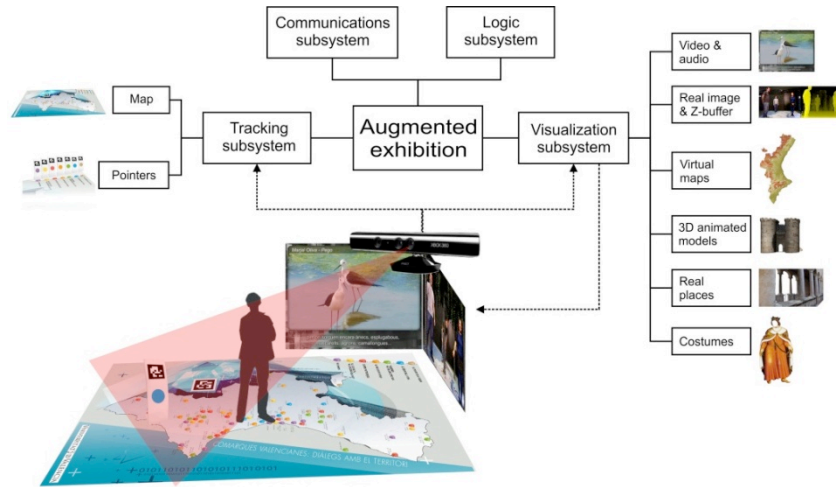 Communications
subsystem
Logic
subsystem
Map
Pointers
Tracking
subsystem
Augmented
exhibition
Visualization
subsystem
Video &
audio
Real image
& Z-buffer
Virtual
maps
3D animated
models
Real
places
Costumes
XBOX 360
COMARQUES VALENCIANES: DIÀLEGS AMB EL TERRITORI